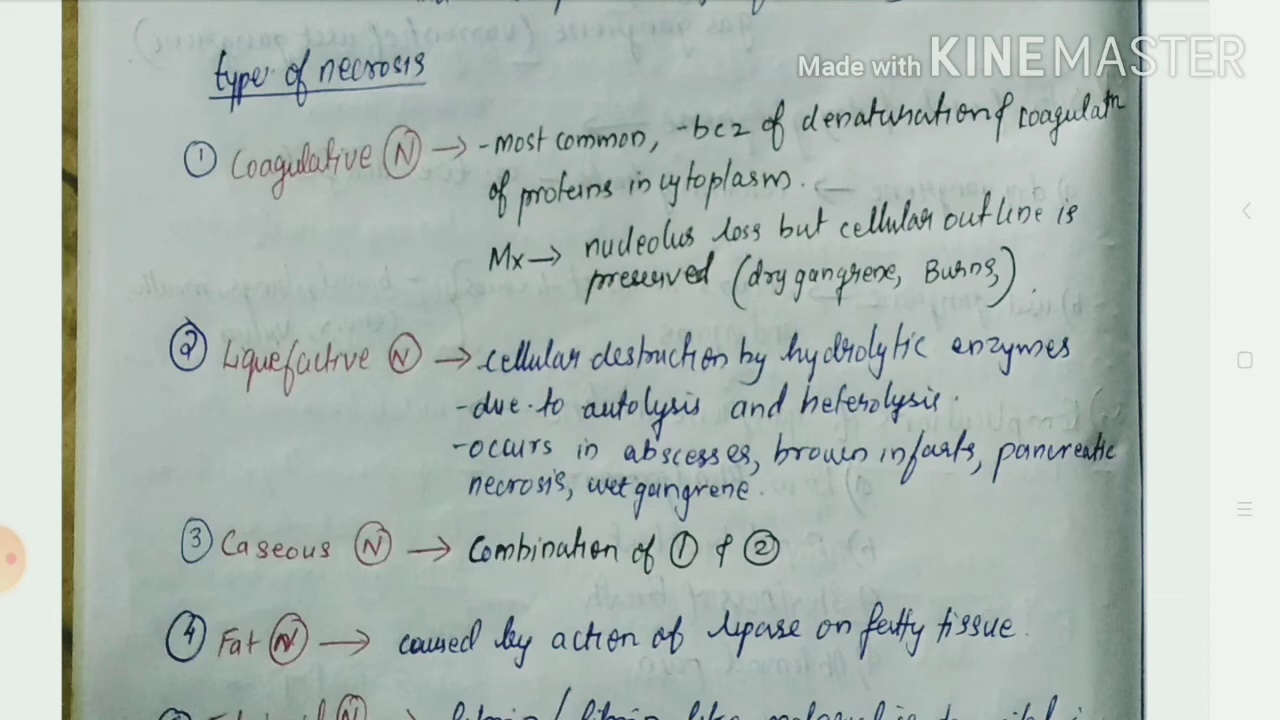 Made with KINEMASTER
type of necrosis
① Coagulative Ⓝ → - most common, - bcz of denaturation & coagulatn
of proteins in cytoplasm.
Mx → nucleolus loss but cellular outline is
preserved (dry gangrene, Burns,).
② Liquefactive Ⓝ → cellular destruction by hydrolytic enzymes
- due to autolysis and heterolysis.
- occurs in abscesses, brown infarts, pancreatic
necrosis, wet gangrene.
③ Caseous Ⓝ → Combination of ① & ②
④ Fat Ⓝ → caused by action of lipase on fatty tissue.